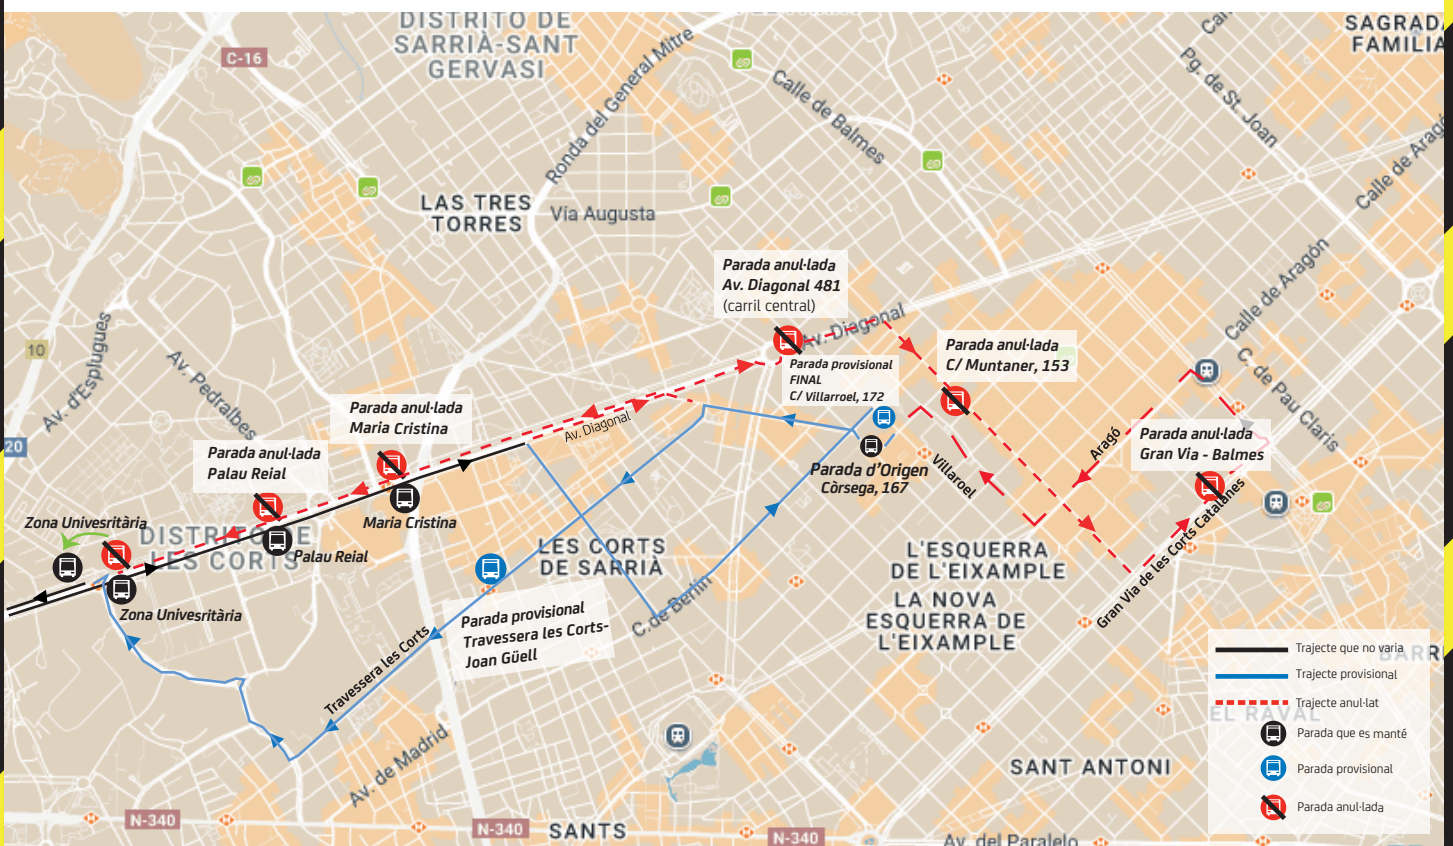 DISTRITO DE
SARRIÀ-SANT
GERVASI
C-16
Ronda del General Mitre
Calle de Balmes
Pg. de St. Joan
SAGRAD
FAMILIA
Calle de Aragó
LAS TRES
TORRES
Vía Augusta
Calle de Aragón
C. de Pau Claris
Parada anul·lada
Av. Diagonal 481
(carril central)
Av. Diagonal
10
Av. d'Esplugues
Av. Pedralbes
20
Parada provisional
FINAL
C/ Villarroel, 172
Parada anul·lada
C/ Muntaner, 153
Parada anul·lada
Maria Cristina
Av. Diagonal
Parada anul·lada
Palau Reial
Parada d'Origen
Còrsega, 167
Villaroel
Aragó
Parada anul·lada
Gran Via - Balmes
Maria Cristina
Zona Univesritària
DISTRITO DE
LES CORTS
Palau Reial
Zona Univesritària
LES CORTS
DE SARRIÀ
C. de Berlín
L'ESQUERRA
DE L'EIXAMPLE
LA NOVA
ESQUERRA DE
L'EIXAMPLE
Gran Via de les Corts Catalanes
Parada provisional
Travessera les Corts-
Joan Güell
Travessera les Corts
Av. de Madrid
SANT ANTONI
N-340
N-340
SANTS
N-340
Av. del Paralelo
Trajecte que no varia
BARR
Trajecte provisional
Trajecte anul·lat
EL RAVAL
Parada que es manté
Parada provisional
Parada anul·lada